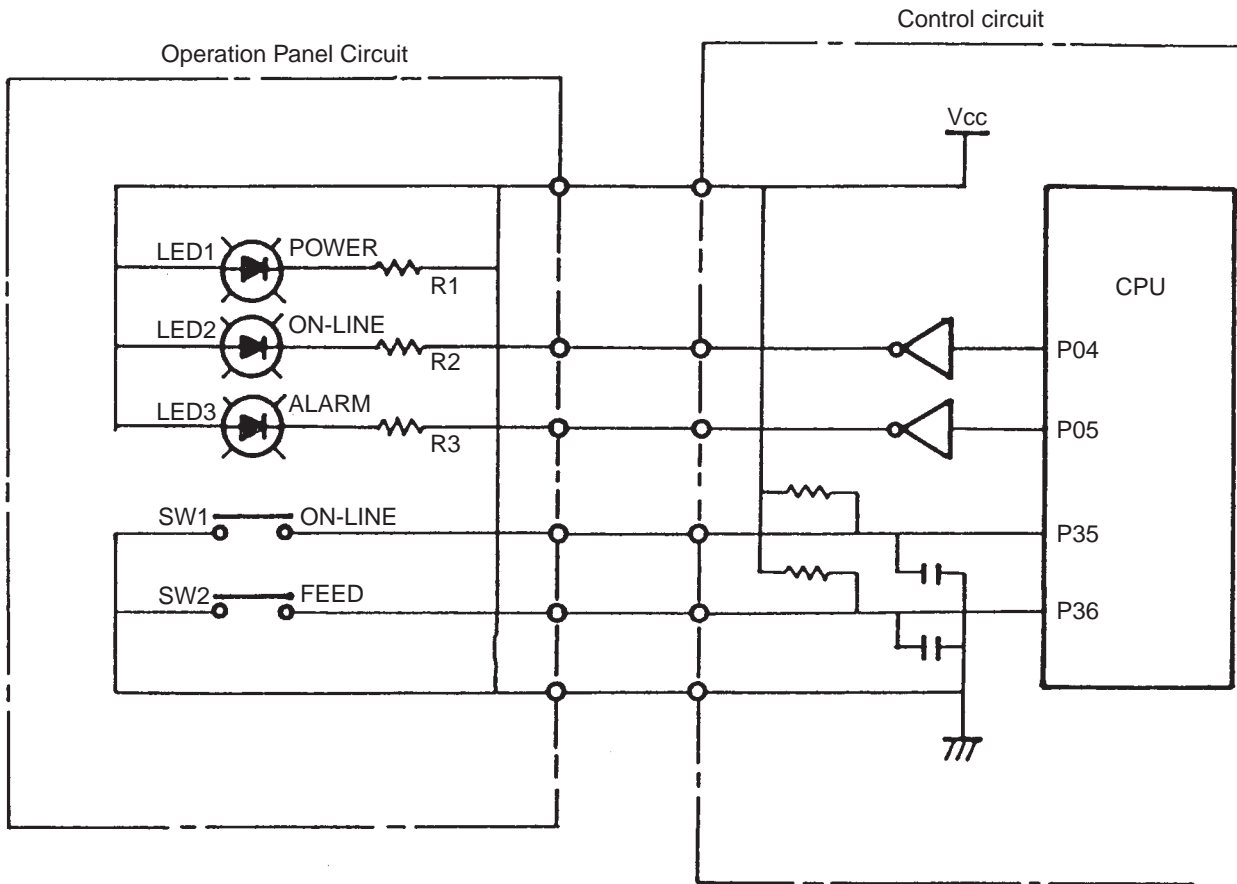 Control circuit
Operation Panel Circuit
Vcc
LED1 POWER
R1
CPU
LED2 ON-LINE
R2
P04
LED3 ALARM
R3
P05
SW1 ON-LINE
P35
SW2 FEED
P36